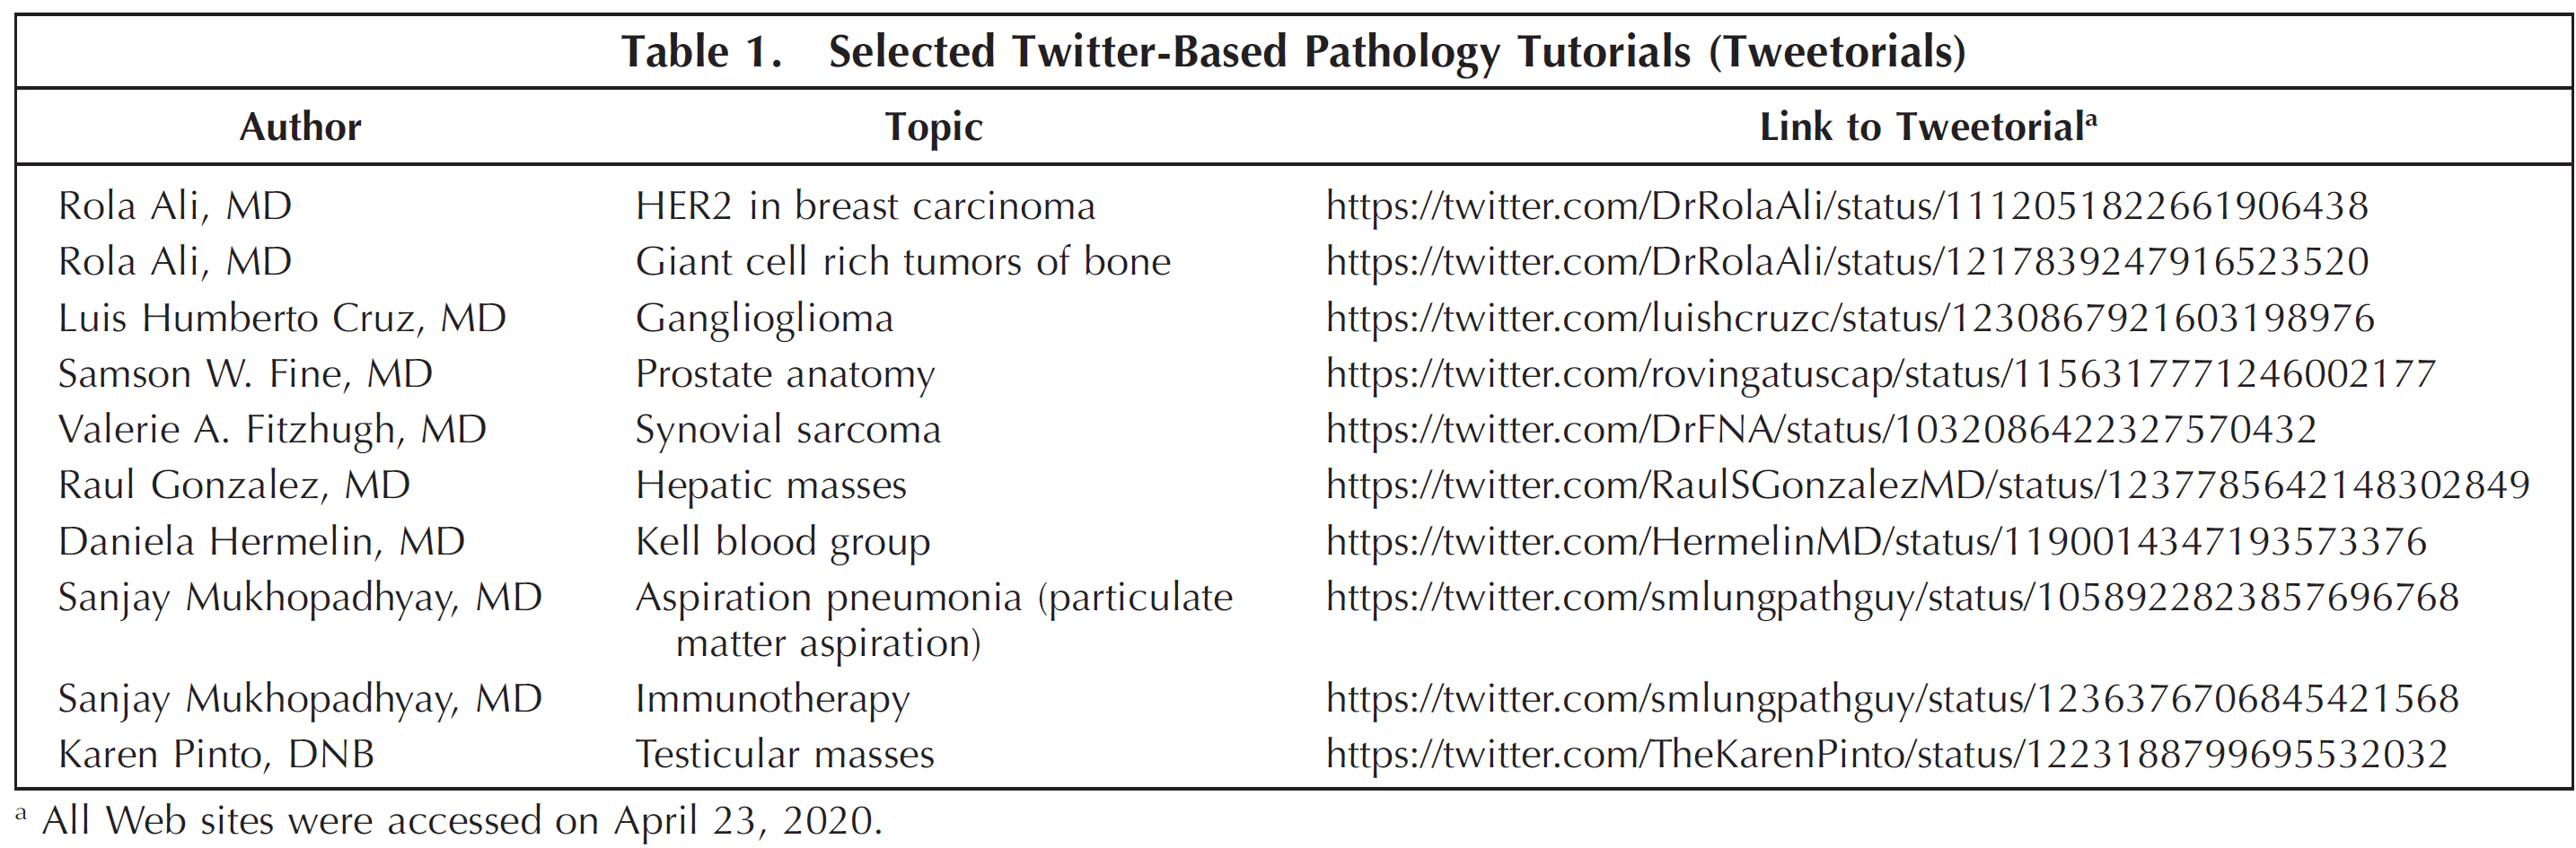 Table 1. Selected Twitter-Based Pathology Tutorials (Tweetorials)
Author Topic Link to Tweetorialᵃ
Rola Ali, MD HER2 in breast carcinoma https://twitter.com/DrRolaAli/status/1112051822661906438
Rola Ali, MD Giant cell rich tumors of bone https://twitter.com/DrRolaAli/status/1217839247916523520
Luis Humberto Cruz, MD Ganglioglioma https://twitter.com/luishcruzc/status/1230867921603198976
Samson W. Fine, MD Prostate anatomy https://twitter.com/rovingatuscap/status/1156317771246002177
Valerie A. Fitzhugh, MD Synovial sarcoma https://twitter.com/DrFNA/status/1032086422327570432
Raul Gonzalez, MD Hepatic masses https://twitter.com/RaulSGonzalezMD/status/1237785642148302849
Daniela Hermelin, MD Kell blood group https://twitter.com/HermelinMD/status/1190014347193573376
Sanjay Mukhopadhyay, MD Aspiration pneumonia (particulate https://twitter.com/smlungpathguy/status/1058922823857696768
matter aspiration)
Sanjay Mukhopadhyay, MD Immunotherapy https://twitter.com/smlungpathguy/status/1236376706845421568
Karen Pinto, DNB Testicular masses https://twitter.com/TheKarenPinto/status/1223188799695532032
ᵃ All Web sites were accessed on April 23, 2020.